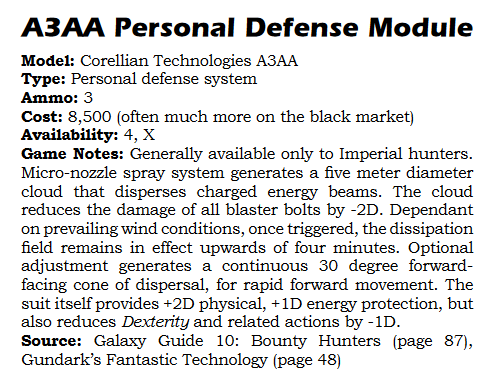 A3AA Personal Defense Module
Model: Corellian Technologies A3AA
Type: Personal defense system
Ammo: 3
Cost: 8,500 (often much more on the black market)
Availability: 4, X
Game Notes: Generally available only to Imperial hunters.
Micro-nozzle spray system generates a five meter diameter
cloud that disperses charged energy beams. The cloud
reduces the damage of all blaster bolts by -2D. Dependant
on prevailing wind conditions, once triggered, the dissipation
field remains in effect upwards of four minutes. Optional
adjustment generates a continuous 30 degree forward-
facing cone of dispersal, for rapid forward movement. The
suit itself provides +2D physical, +1D energy protection, but
also reduces Dexterity and related actions by -1D.
Source: Galaxy Guide 10: Bounty Hunters (page 87),
Gundark's Fantastic Technology (page 48)